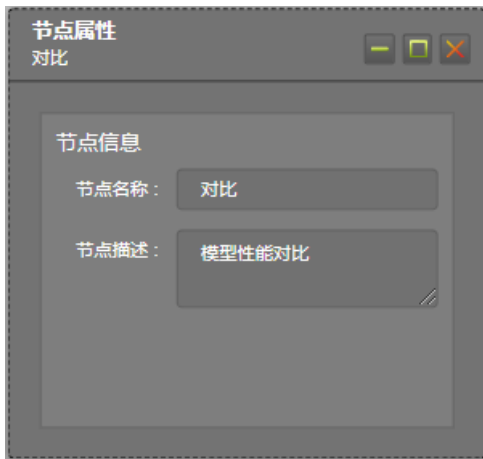 节点属性
对比
节点信息
节点名称 : 对比
节点描述 : 模型性能对比